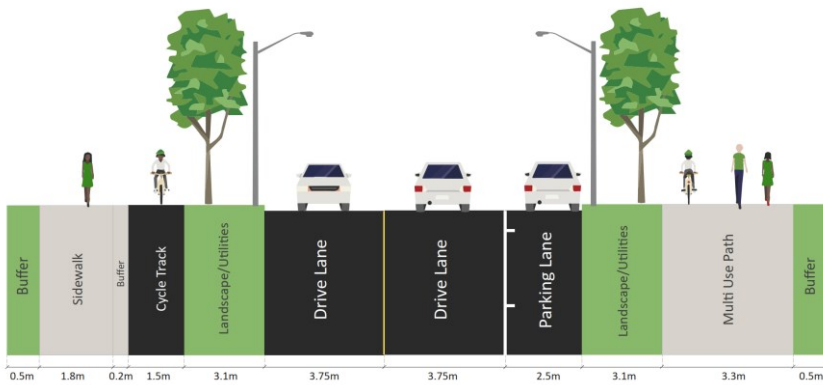 Buffer
Sidewalk
Buffer
Cycle Track
Landscape/Utilities
Drive Lane
Drive Lane
Parking Lane
Landscape/Utilities
Multi Use Path
Buffer
0.5m 1.8m 0.2m 1.5m 3.1m 3.75m 3.75m 2.5m 3.1m 3.3m 0.5m